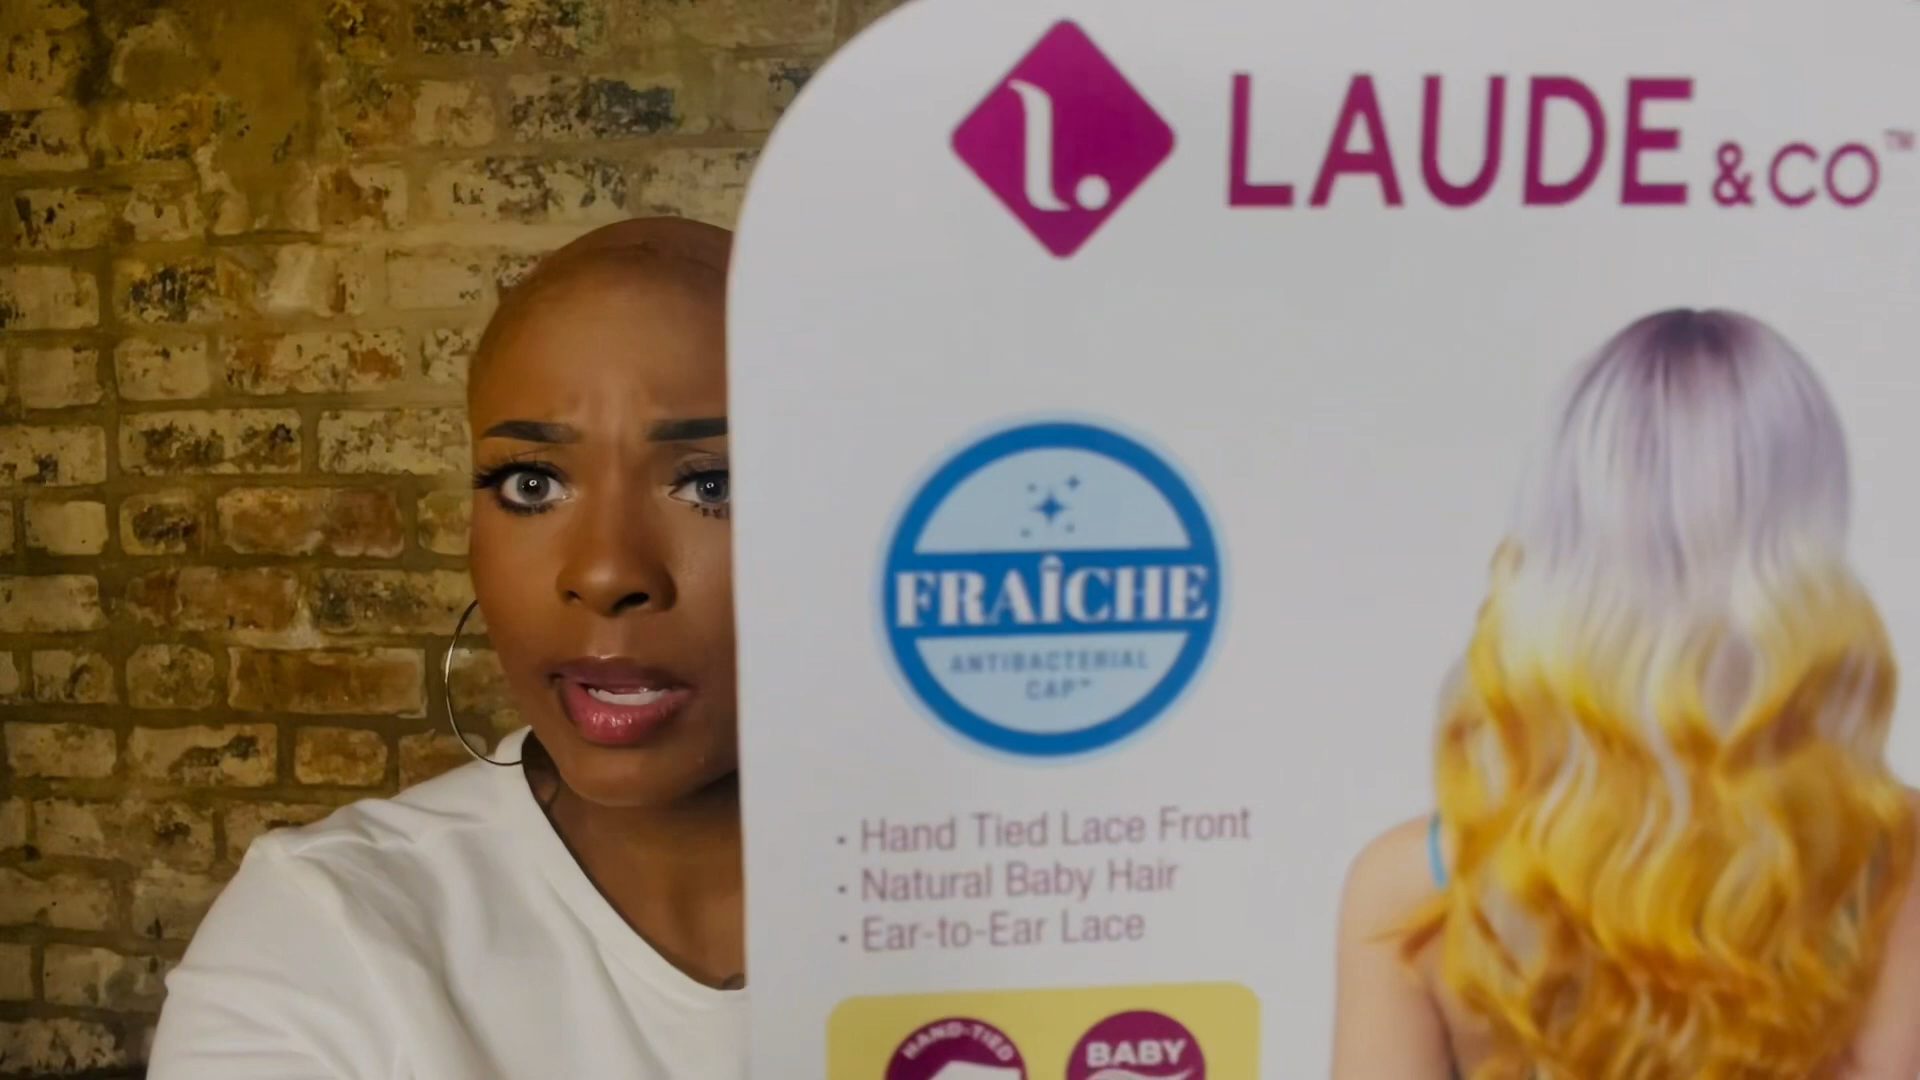 l.
LAUDE &CO™
FRAÎCHE
ANTIBACTERIAL
CAP™
• Hand Tied Lace Front
• Natural Baby Hair
• Ear-to-Ear Lace
HAND-TIED
BABY